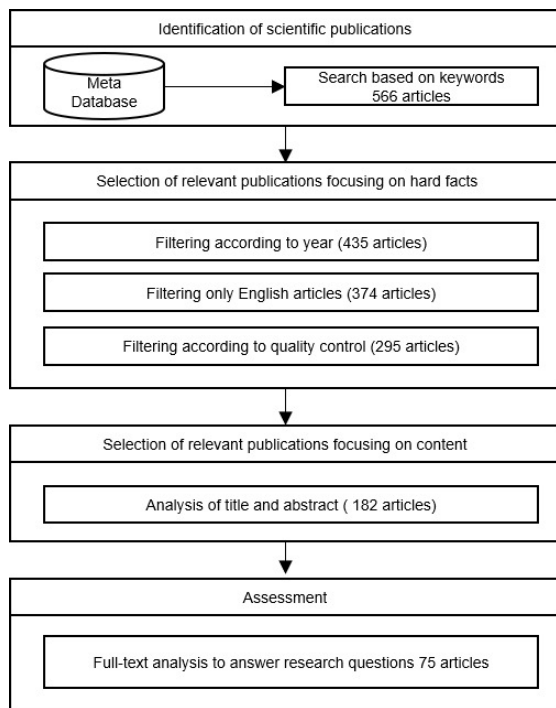 Identification of scientific publications
Meta
Database
Search based on keywords
566 articles
Selection of relevant publications focusing on hard facts
Filtering according to year (435 articles)
Filtering only English articles (374 articles)
Filtering according to quality control (295 articles)
Selection of relevant publications focusing on content
Analysis of title and abstract ( 182 articles)
Assessment
Full-text analysis to answer research questions 75 articles